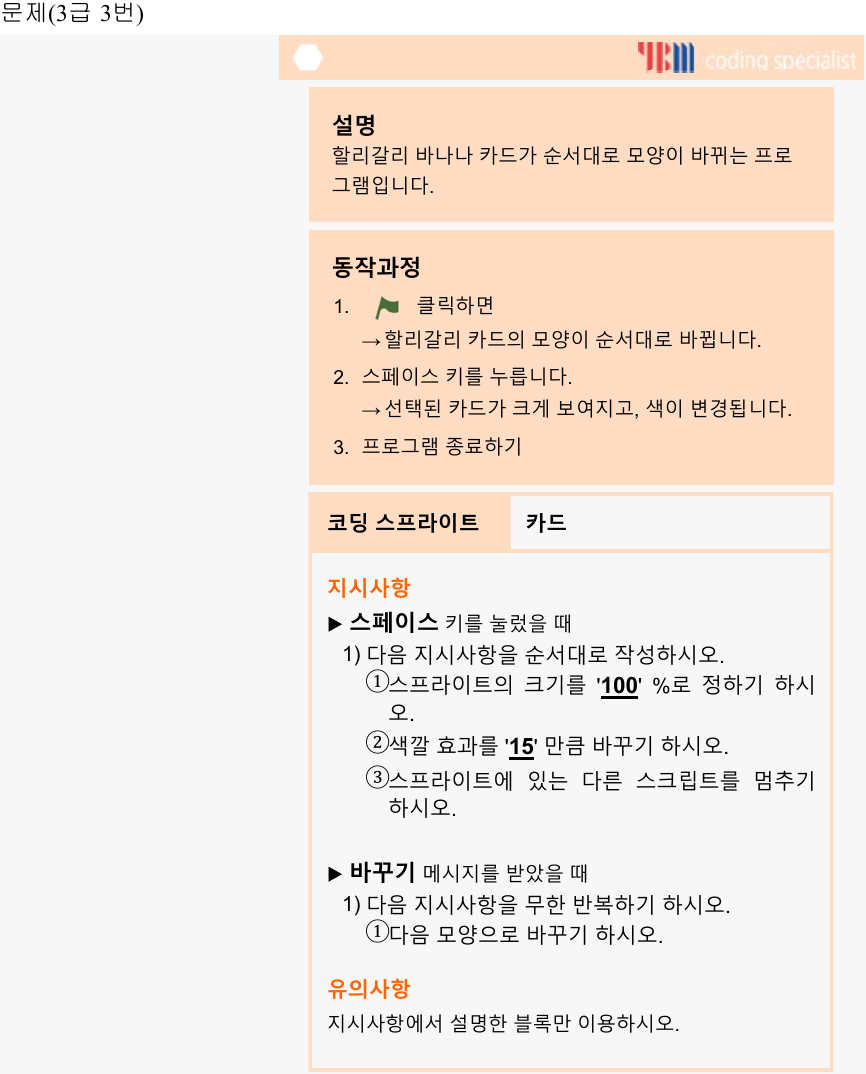 문제(3급 3번)
YBM coding specialist
설명
할리갈리 바나나 카드가 순서대로 모양이 바뀌는 프로
그램입니다.
동작과정
1. 클릭하면
→할리갈리 카드의 모양이 순서대로 바뀝니다.
2. 스페이스 키를 누릅니다.
→선택된 카드가 크게 보여지고, 색이 변경됩니다.
3. 프로그램 종료하기
코딩 스프라이트 카드
지시사항
▶ 스페이스 키를 눌렀을 때
1) 다음 지시사항을 순서대로 작성하시오.
①스프라이트의 크기를 '100' %로 정하기 하시
오.
②색깔 효과를 '15' 만큼 바꾸기 하시오.
③스프라이트에 있는 다른 스크립트를 멈추기
하시오.
▶ 바꾸기 메시지를 받았을 때
1) 다음 지시사항을 무한 반복하기 하시오.
①다음 모양으로 바꾸기 하시오.
유의사항
지시사항에서 설명한 블록만 이용하시오.